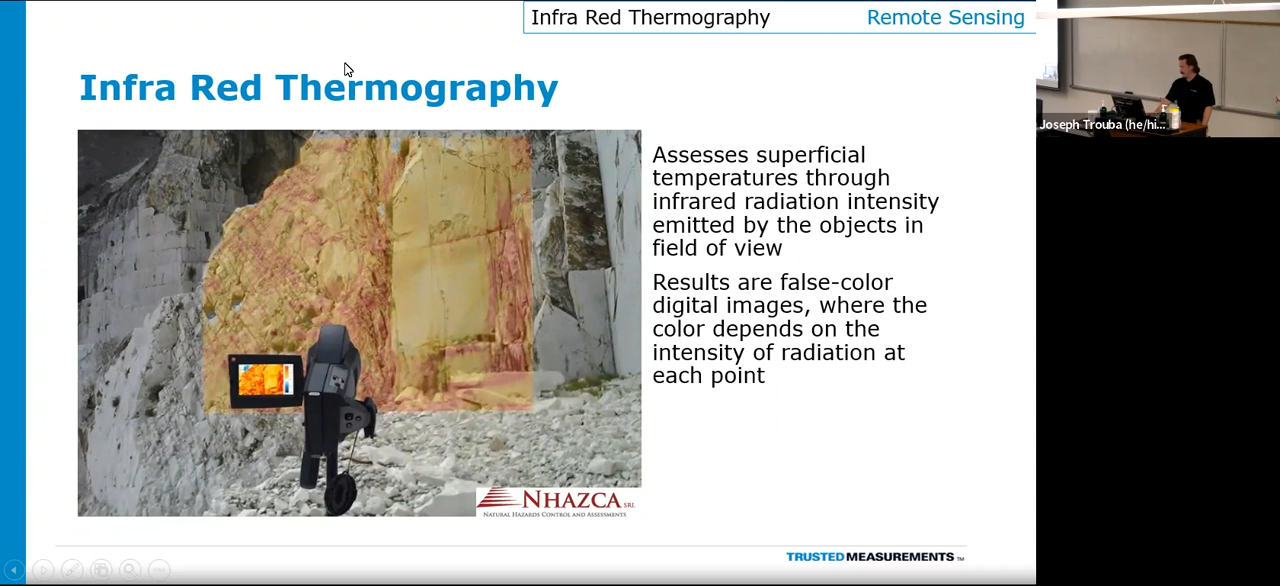 Infra Red Thermography
Remote Sensing
Infra Red Thermography
Assesses superficial
temperatures through
infrared radiation intensity
emitted by the objects in
field of view
Results are false-color
digital images, where the
color depends on the
intensity of radiation at
each point
NHAZCA SRL
NATURAL HAZARDS CONTROL AND ASSESSMENTS
TRUSTED MEASUREMENTS™
Joseph Trouba (he/hi...